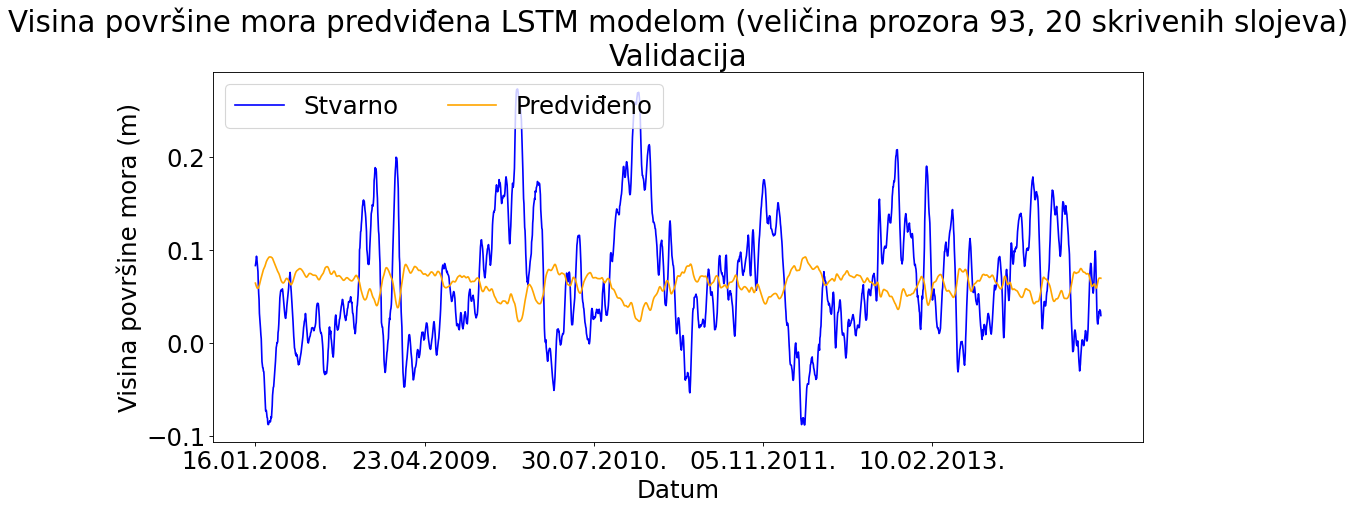 Visina površine mora predviđena LSTM modelom (veličina prozora 93, 20 skrivenih slojeva)
Validacija
Stvarno Predviđeno
Visina površine mora (m)
0.2
0.1
0.0
−0.1
16.01.2008. 23.04.2009. 30.07.2010. 05.11.2011. 10.02.2013.
Datum